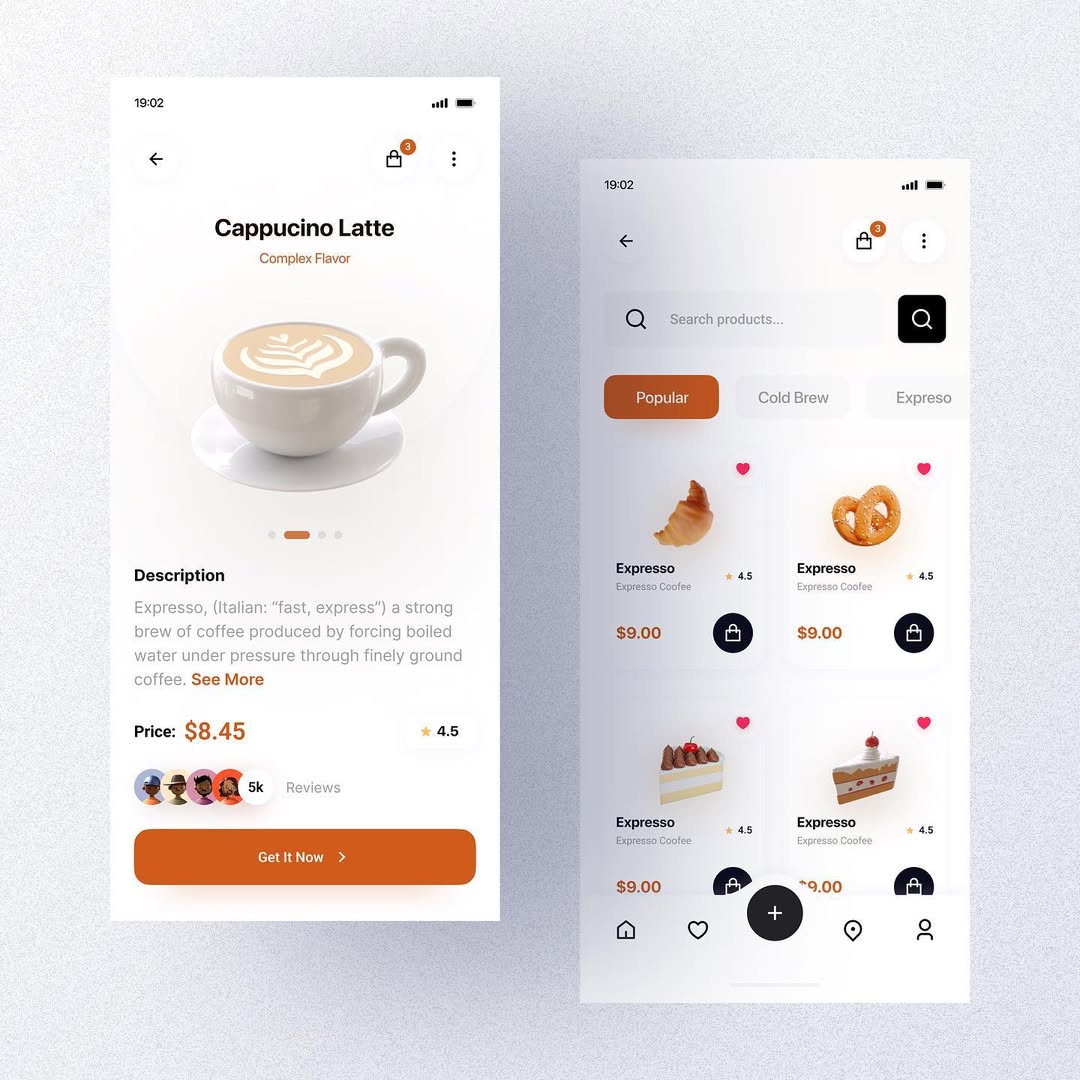 19:02
3
Cappucino Latte
Complex Flavor
Description
Expresso, (Italian: “fast, express”) a strong
brew of coffee produced by forcing boiled
water under pressure through finely ground
coffee. See More
Price: $8.45
4.5
5k Reviews
Get It Now
19:02
3
Search products...
Popular Cold Brew Expreso
Expresso
Expresso Coofee
4.5
$9.00
Expresso
Expresso Coofee
4.5
$9.00
Expresso
Expresso Coofee
4.5
$9.00
Expresso
Expresso Coofee
4.5
$9.00